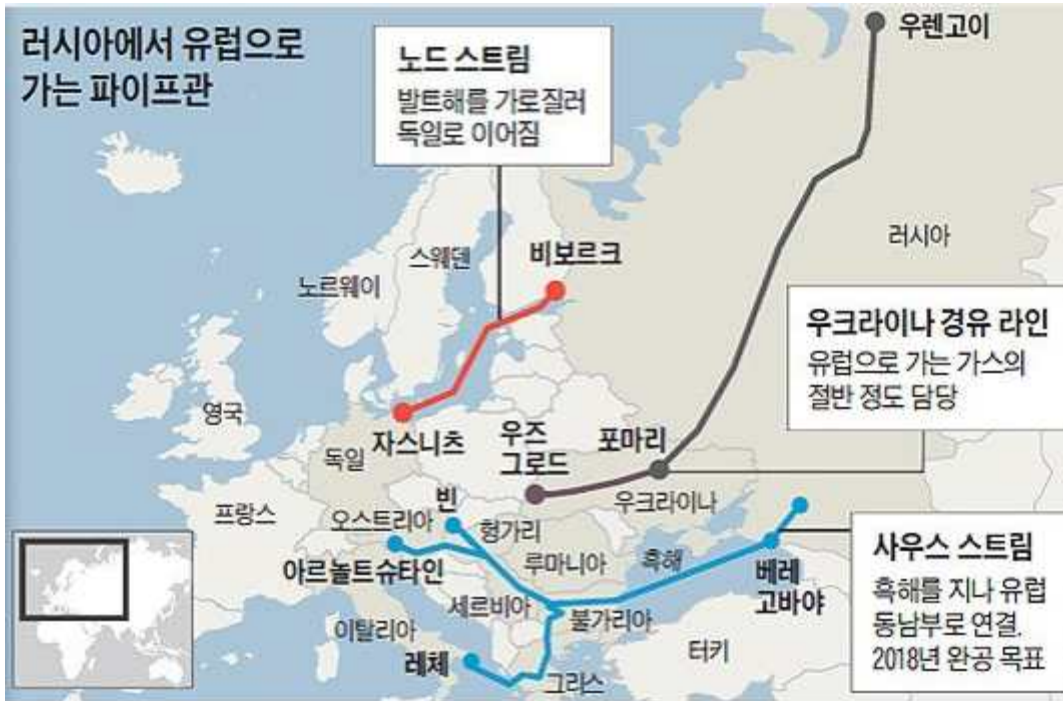 러시아에서 유럽으로
가는 파이프관
노드 스트림
발트해를 가로질러
독일로 이어짐
우렌고이
러시아
스웨덴
노르웨이
비보르크
우크라이나 경유 라인
유럽으로 가는 가스의
절반 정도 담당
영국
자스니츠
독일
우즈
그로드
포마리
우크라이나
프랑스
빈
오스트리아
헝가리
아르놀트슈타인
루마니아
흑해
베레
고바야
사우스 스트림
흑해를 지나 유럽
동남부로 연결.
2018년 완공 목표
세르비아
불가리아
이탈리아
터키
레체
그리스